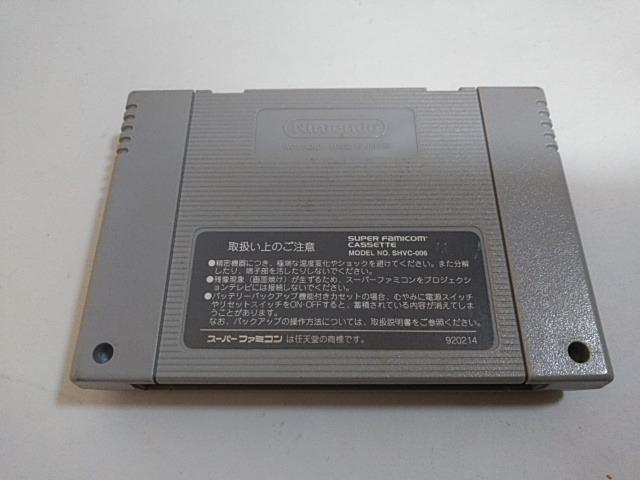 Nintendo
取扱い上のご注意
SUPER FAMICOM
CASSETTE
MODEL NO. SHVC-006
●精密機器につき、極端な温度変化やショックを避けてください。また分解
したり、端子部を汚したりしないでください。
●残像現象(画面焼け)が生ずるため、スーパーファミコンをプロジェクシ
ョンテレビには接続しないでください。
●バッテリーバックアップ機能付きカセットの場合、むやみに電源スイッチ
やリセットスイッチをON-OFFすると、蓄積されている内容が消えてしま
うことがあります。
なお、バックアップの操作方法については、取扱説明書をご参照ください。
スーパーファミコン は任天堂の商標です。
920214